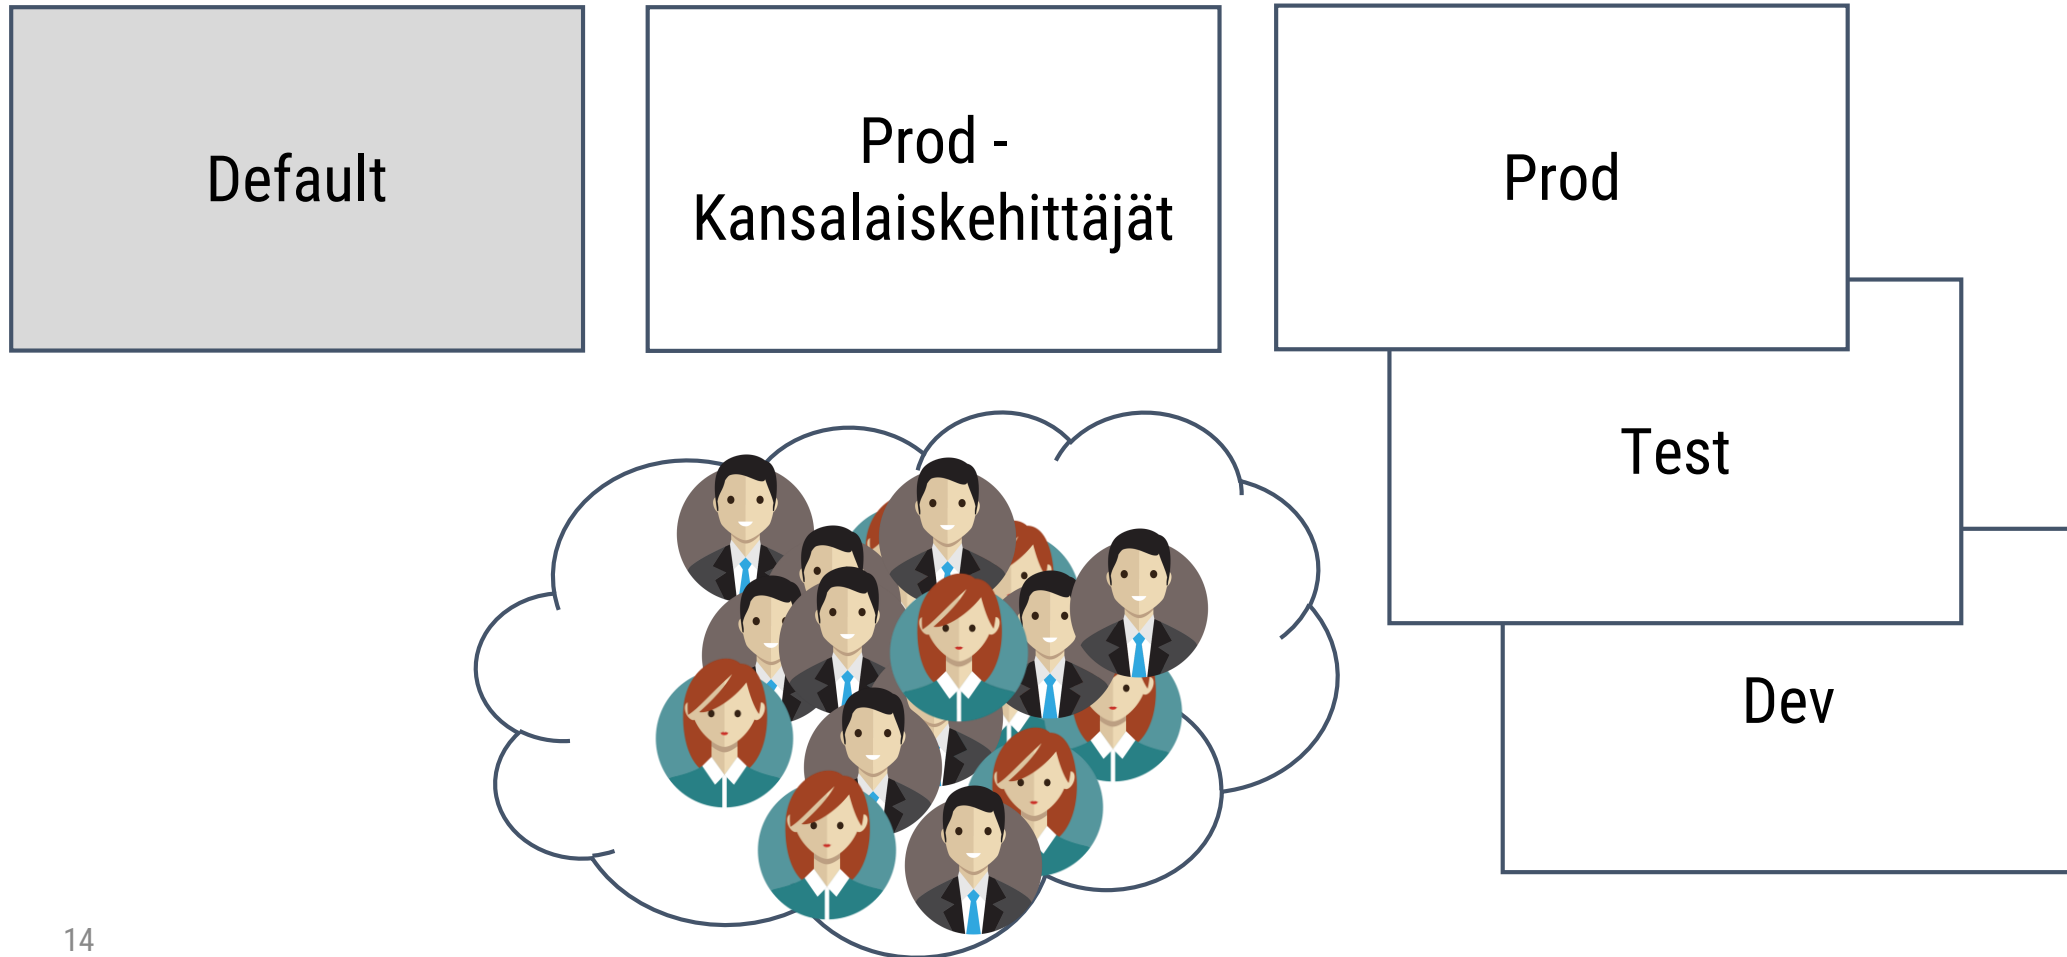 Default
Prod -
Kansalaiskehittäjät
Prod
Test
Dev
14